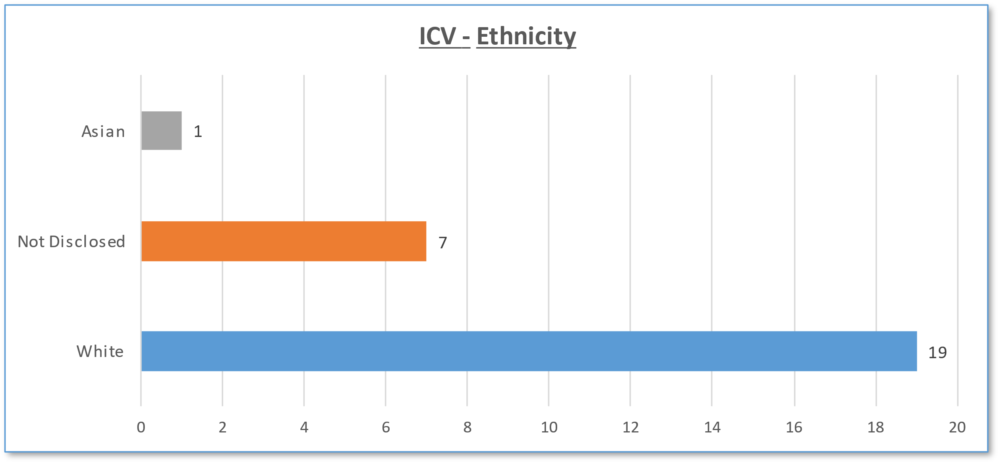 ICV - Ethnicity
Asian 1
Not Disclosed 7
White 19
0 2 4 6 8 10 12 14 16 18 20